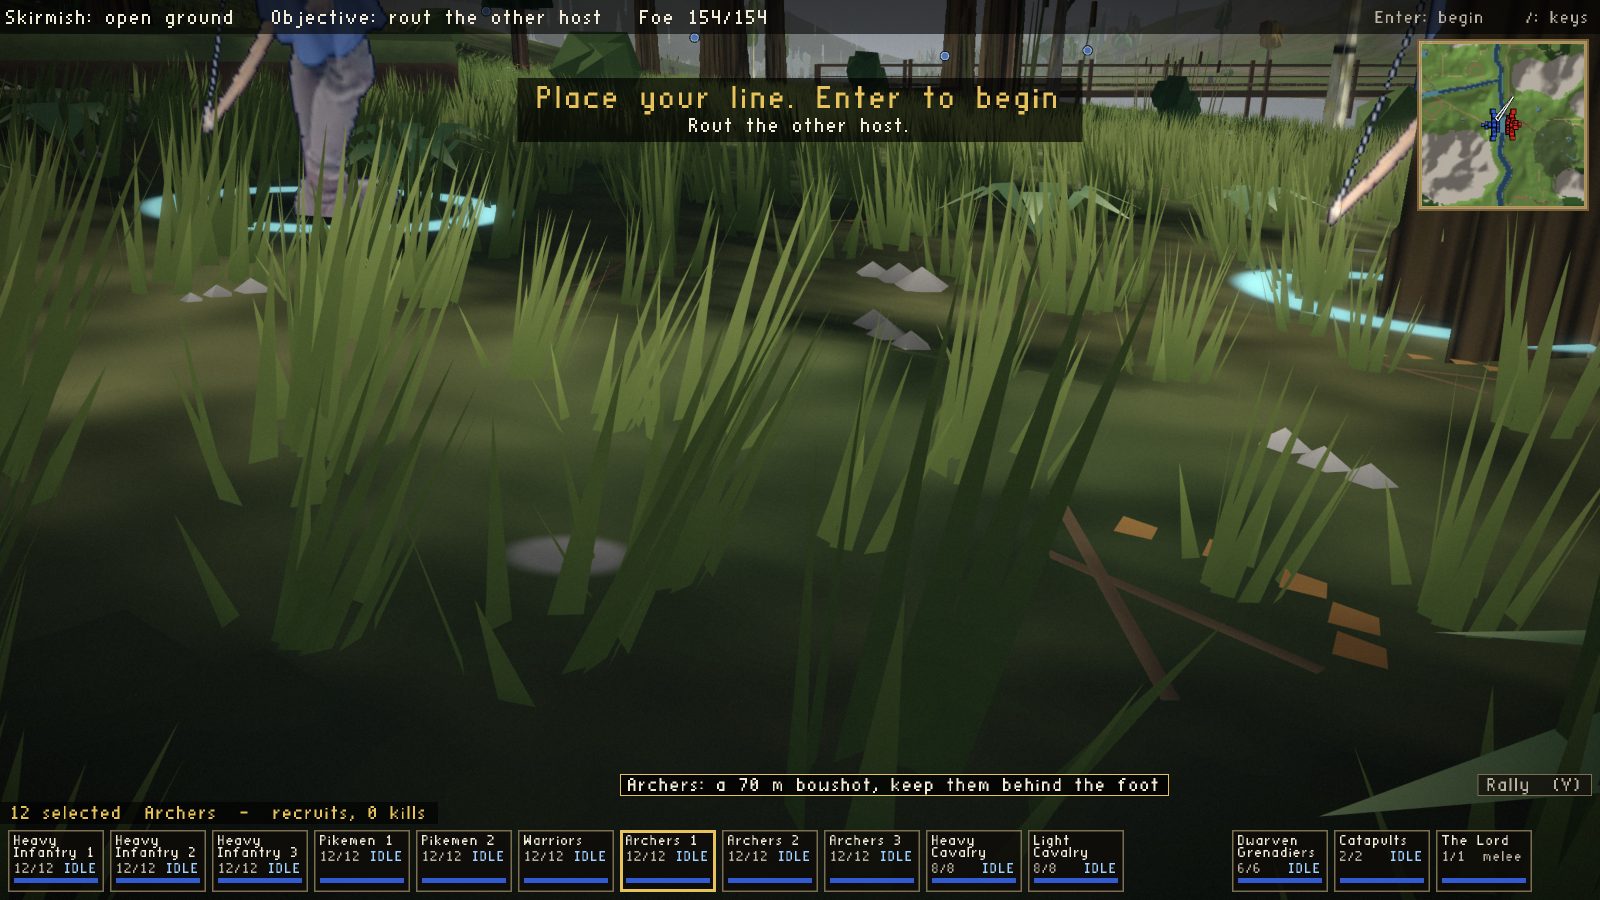 Skirmish: open ground Objective: rout the other host Foe 154/154 Enter: begin /: keys
Place your line. Enter to begin
Rout the other host.
Archers: a 70 m bowshot, keep them behind the foot
Rally (Y)
12 selected Archers - recruits, 0 kills
Heavy Infantry 1 12/12 IDLE
Heavy Infantry 2 12/12 IDLE
Heavy Infantry 3 12/12 IDLE
Pikemen 1 12/12 IDLE
Pikemen 2 12/12 IDLE
Warriors 12/12 IDLE
Archers 1 12/12 IDLE
Archers 2 12/12 IDLE
Archers 3 12/12 IDLE
Heavy Cavalry 8/8 IDLE
Light Cavalry 8/8 IDLE
Dwarven Grenadiers 6/6 IDLE
Catapults 2/2 IDLE
The Lord 1/1 melee